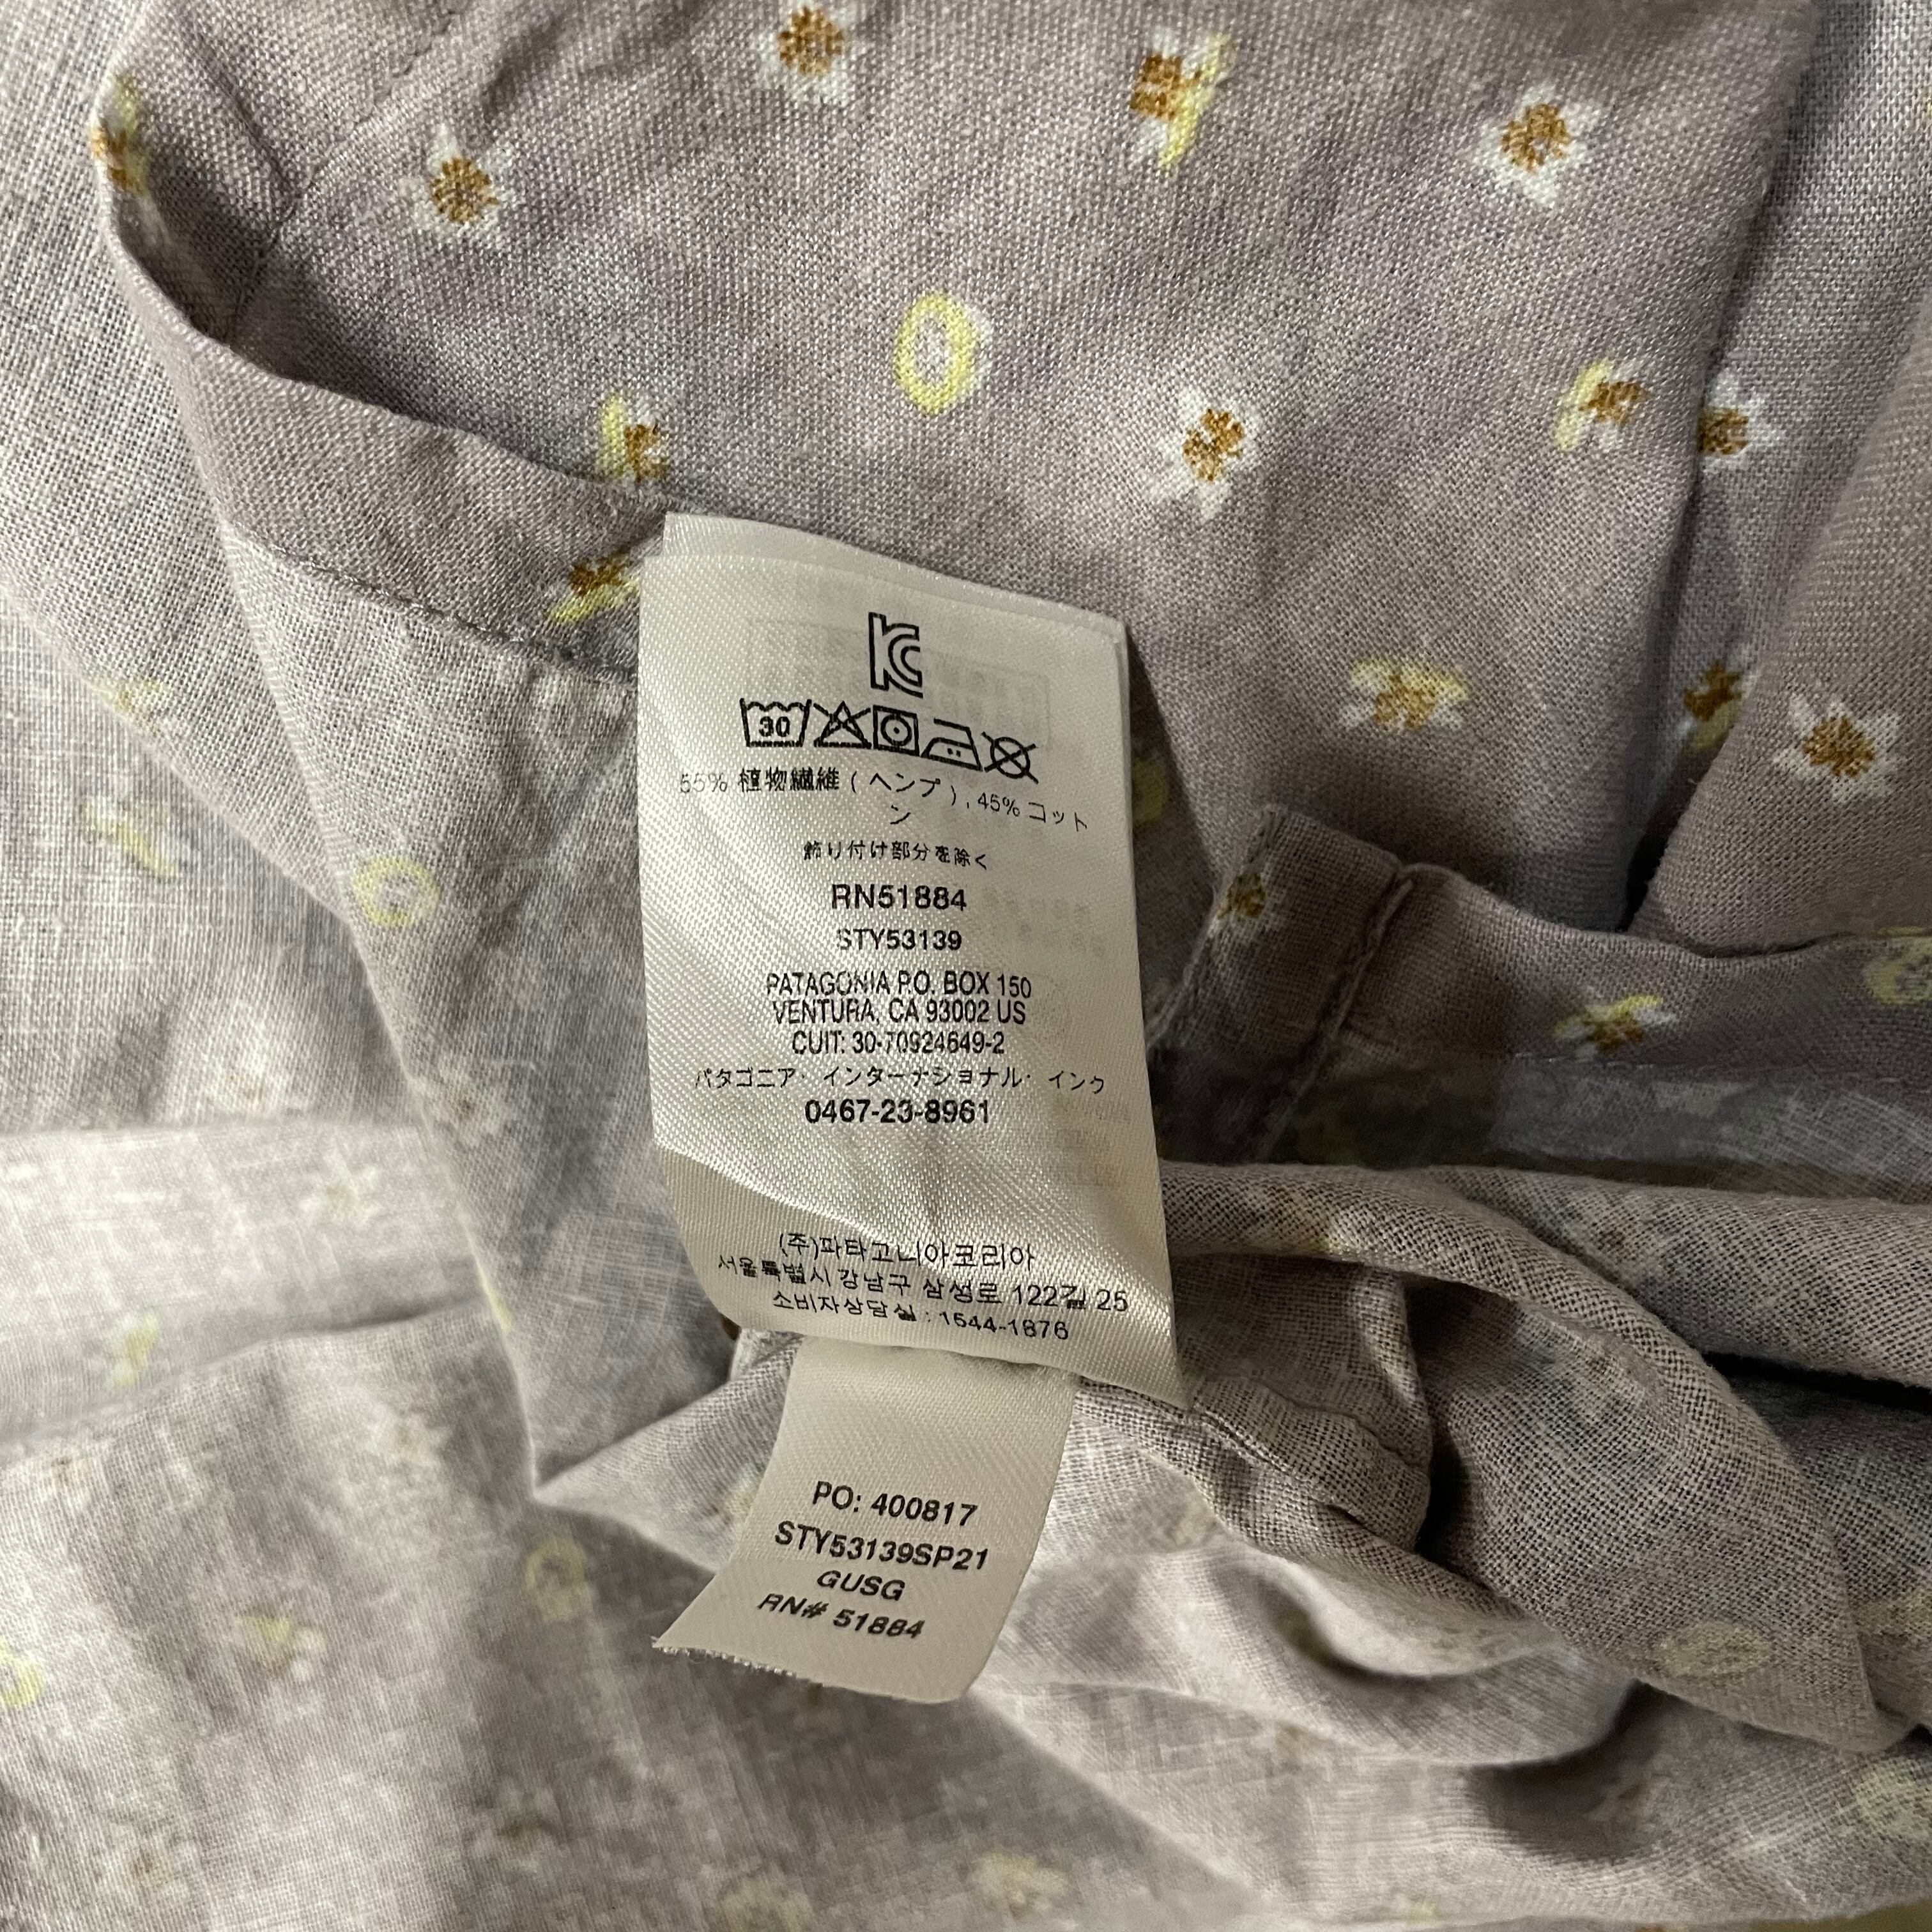 30
55% 植物繊維 ( ヘンプ ), 45% コット
ン
飾り付け部分を除く
RN51884
STY53139
PATAGONIA P.O. BOX 150
VENTURA, CA 93002 US
CUIT: 30-70924649-2
パタゴニア・インターナショナル・インク
0467-23-8961
(주)파타고니아코리아
서울특별시 강남구 삼성로 122길 25
소비자상담실 : 1544-1876
PO: 400817
STY53139SP21
GUSG
RN# 51884